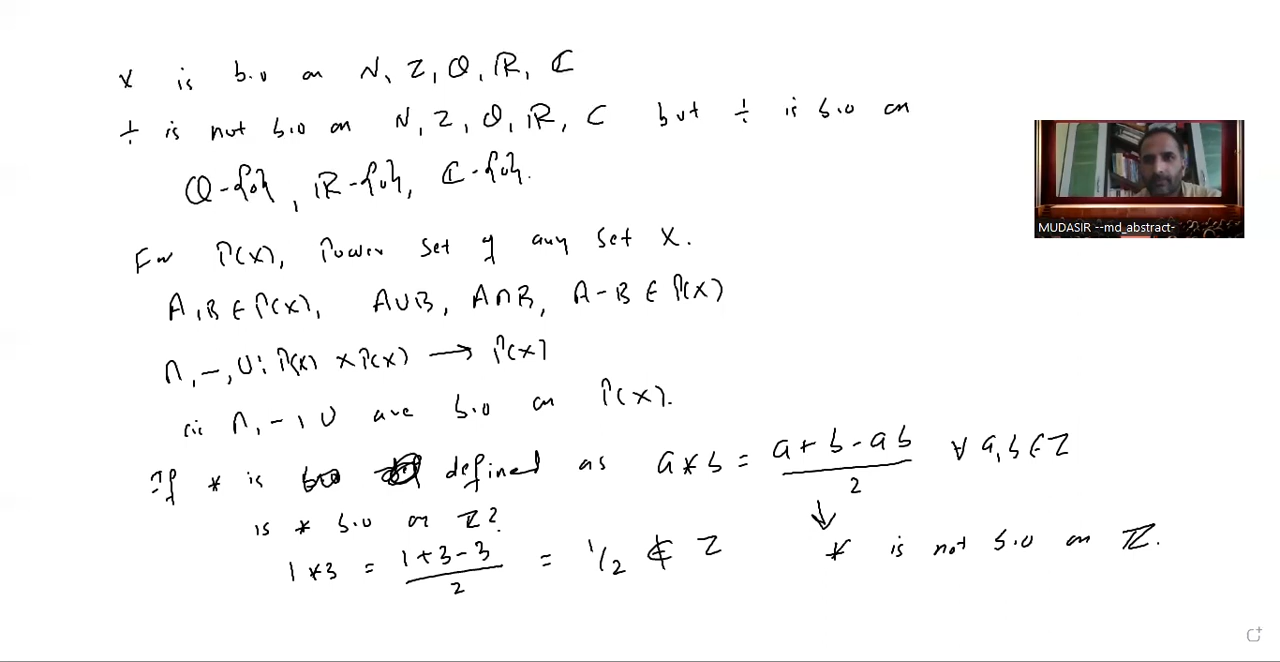 × is b.o on N, Z, Q, ℝ, ℂ
÷ is not b.o on N, Z, Q, ℝ, C but ÷ is b.o on
Q-{0}, ℝ-{0}, ℂ-{0}.
For P(X), Power set of any set X.
A,B ∈ P(X), A∪B, A∩B, A-B ∈ P(X)
∩, -, ∪: P(X) × P(X) → P(X)
∩, -, ∪ are b.o on P(X).
If * is defined as a*b = (a+b-ab)/2 ∀ a,b ∈ Z
is * b.o on ℤ?
1*3 = (1+3-3)/2 = 1/2 ∉ Z
↓
* is not b.o on ℤ.
MUDASIR --md_abstract-